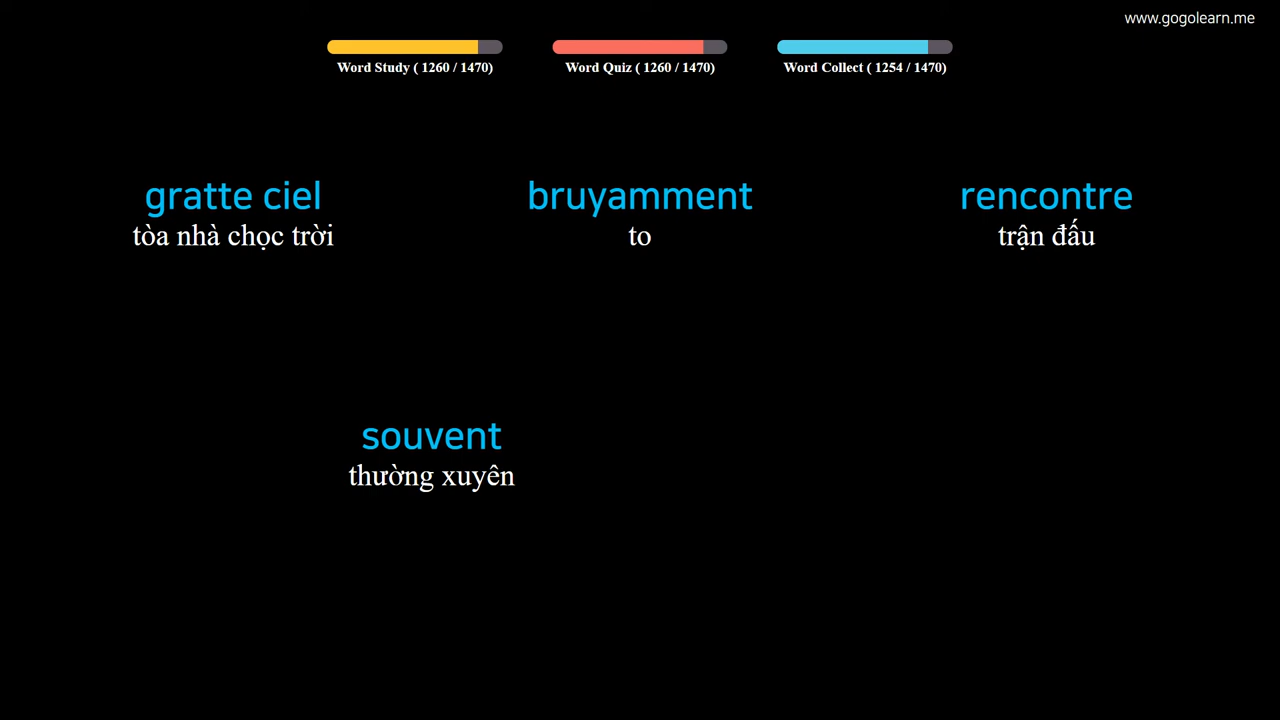 www.gogolearn.me
Word Study ( 1260 / 1470)
Word Quiz ( 1260 / 1470)
Word Collect ( 1254 / 1470)
gratte ciel
tòa nhà chọc trời
bruyamment
to
rencontre
trận đấu
souvent
thường xuyên